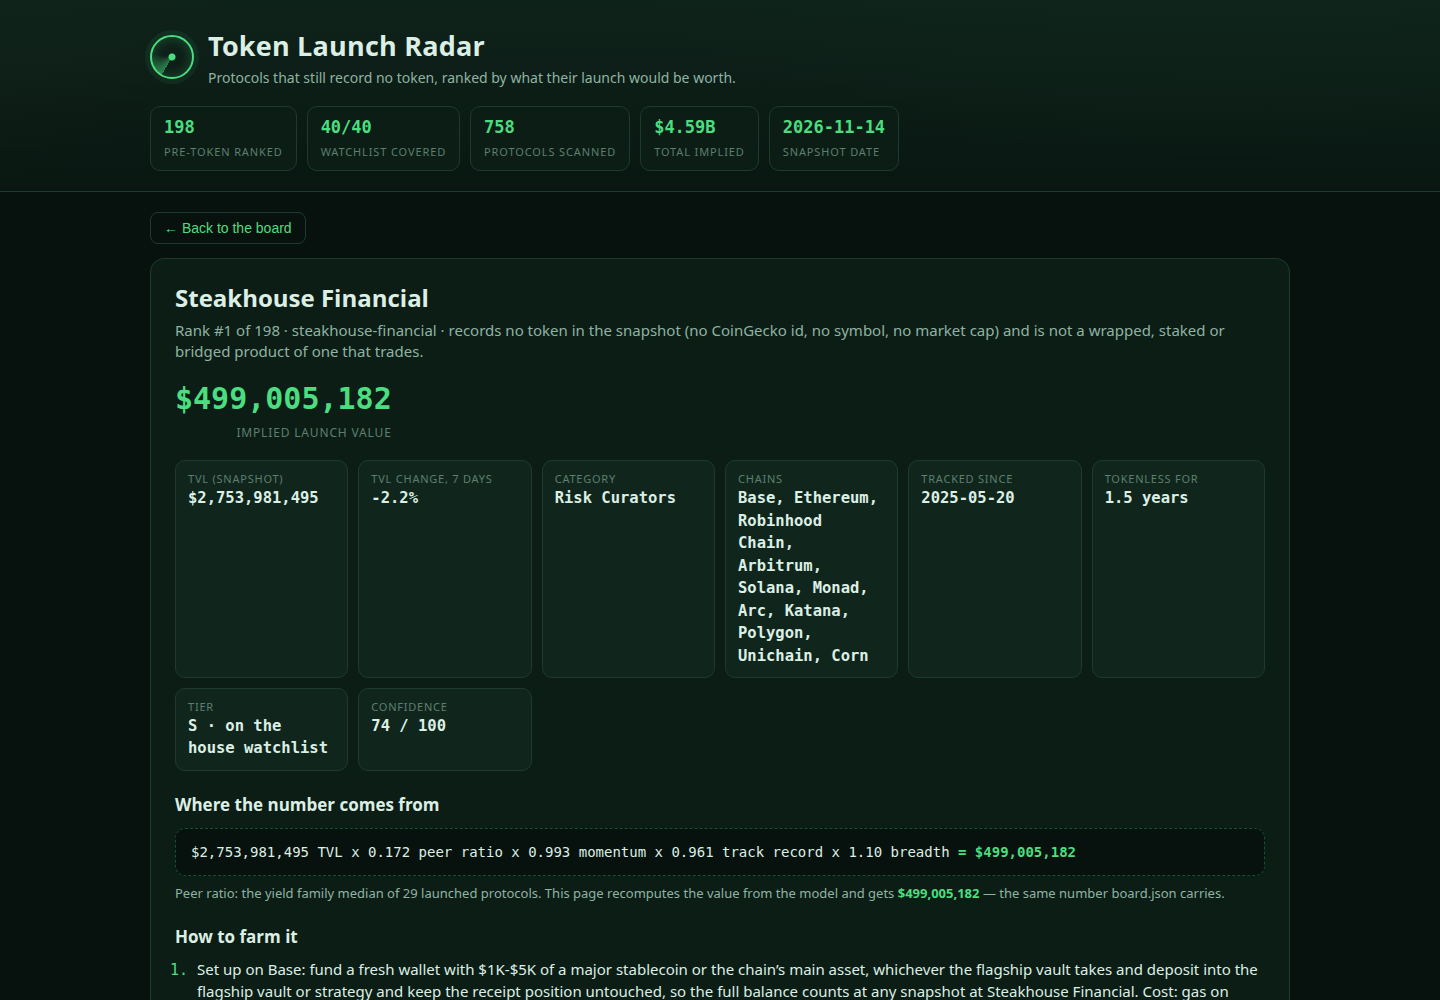 Token Launch Radar
Protocols that still record no token, ranked by what their launch would be worth.
198
PRE-TOKEN RANKED
40/40
WATCHLIST COVERED
758
PROTOCOLS SCANNED
$4.59B
TOTAL IMPLIED
2026-11-14
SNAPSHOT DATE
← Back to the board
Steakhouse Financial
Rank #1 of 198 · steakhouse-financial · records no token in the snapshot (no CoinGecko id, no symbol, no market cap) and is not a wrapped, staked or
bridged product of one that trades.
$499,005,182
IMPLIED LAUNCH VALUE
TVL (SNAPSHOT)
$2,753,981,495
TVL CHANGE, 7 DAYS
-2.2%
CATEGORY
Risk Curators
CHAINS
Base, Ethereum,
Robinhood
Chain,
Arbitrum,
Solana, Monad,
Arc, Katana,
Polygon,
Unichain, Corn
TRACKED SINCE
2025-05-20
TOKENLESS FOR
1.5 years
TIER
S · on the
house watchlist
CONFIDENCE
74 / 100
Where the number comes from
$2,753,981,495 TVL x 0.172 peer ratio x 0.993 momentum x 0.961 track record x 1.10 breadth = $499,005,182
Peer ratio: the yield family median of 29 launched protocols. This page recomputes the value from the model and gets $499,005,182 — the same number board.json carries.
How to farm it
1. Set up on Base: fund a fresh wallet with $1K-$5K of a major stablecoin or the chain’s main asset, whichever the flagship vault takes and deposit into the
flagship vault or strategy and keep the receipt position untouched, so the full balance counts at any snapshot at Steakhouse Financial. Cost: gas on